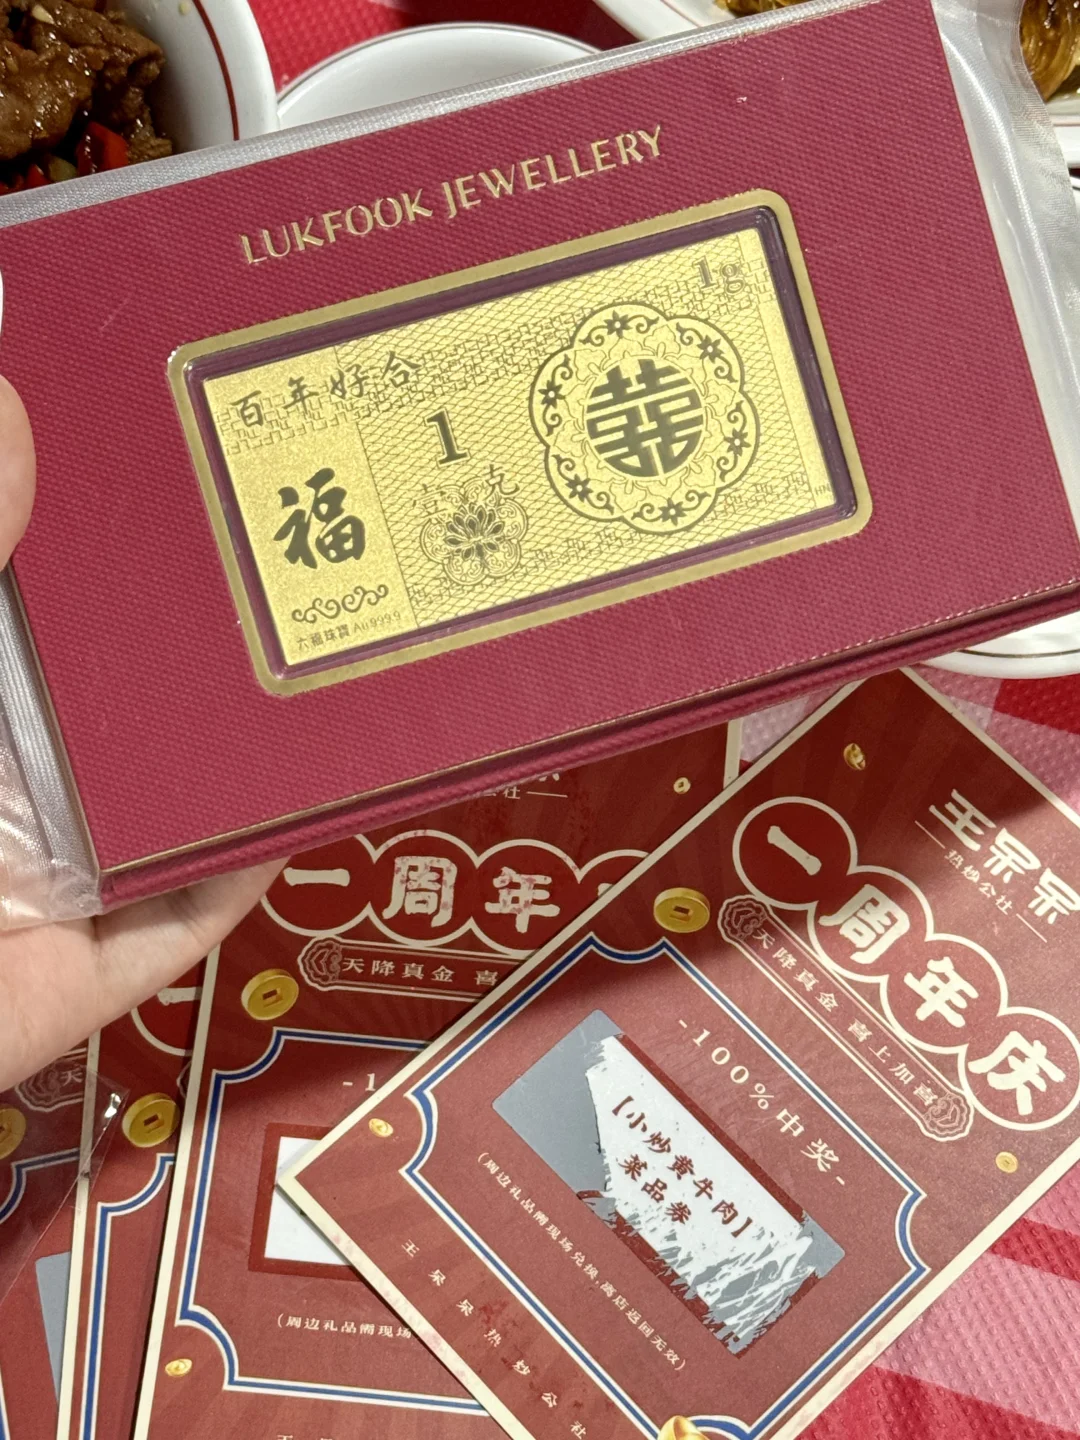 LUKFOOK JEWELLERY
1g
百年好合
1
壹克
福
囍
六福珠寶 Au999.9
公社
一周年
天降真金 喜
-1
(周边礼品需现场
天
王呆呆
热炒公社
一周年庆
天降真金 喜上加喜
-100%中奖-
【小炒黄牛肉】
菜品券
(周边礼品需现场兑换,离店返回无效)
王呆呆热炒公社